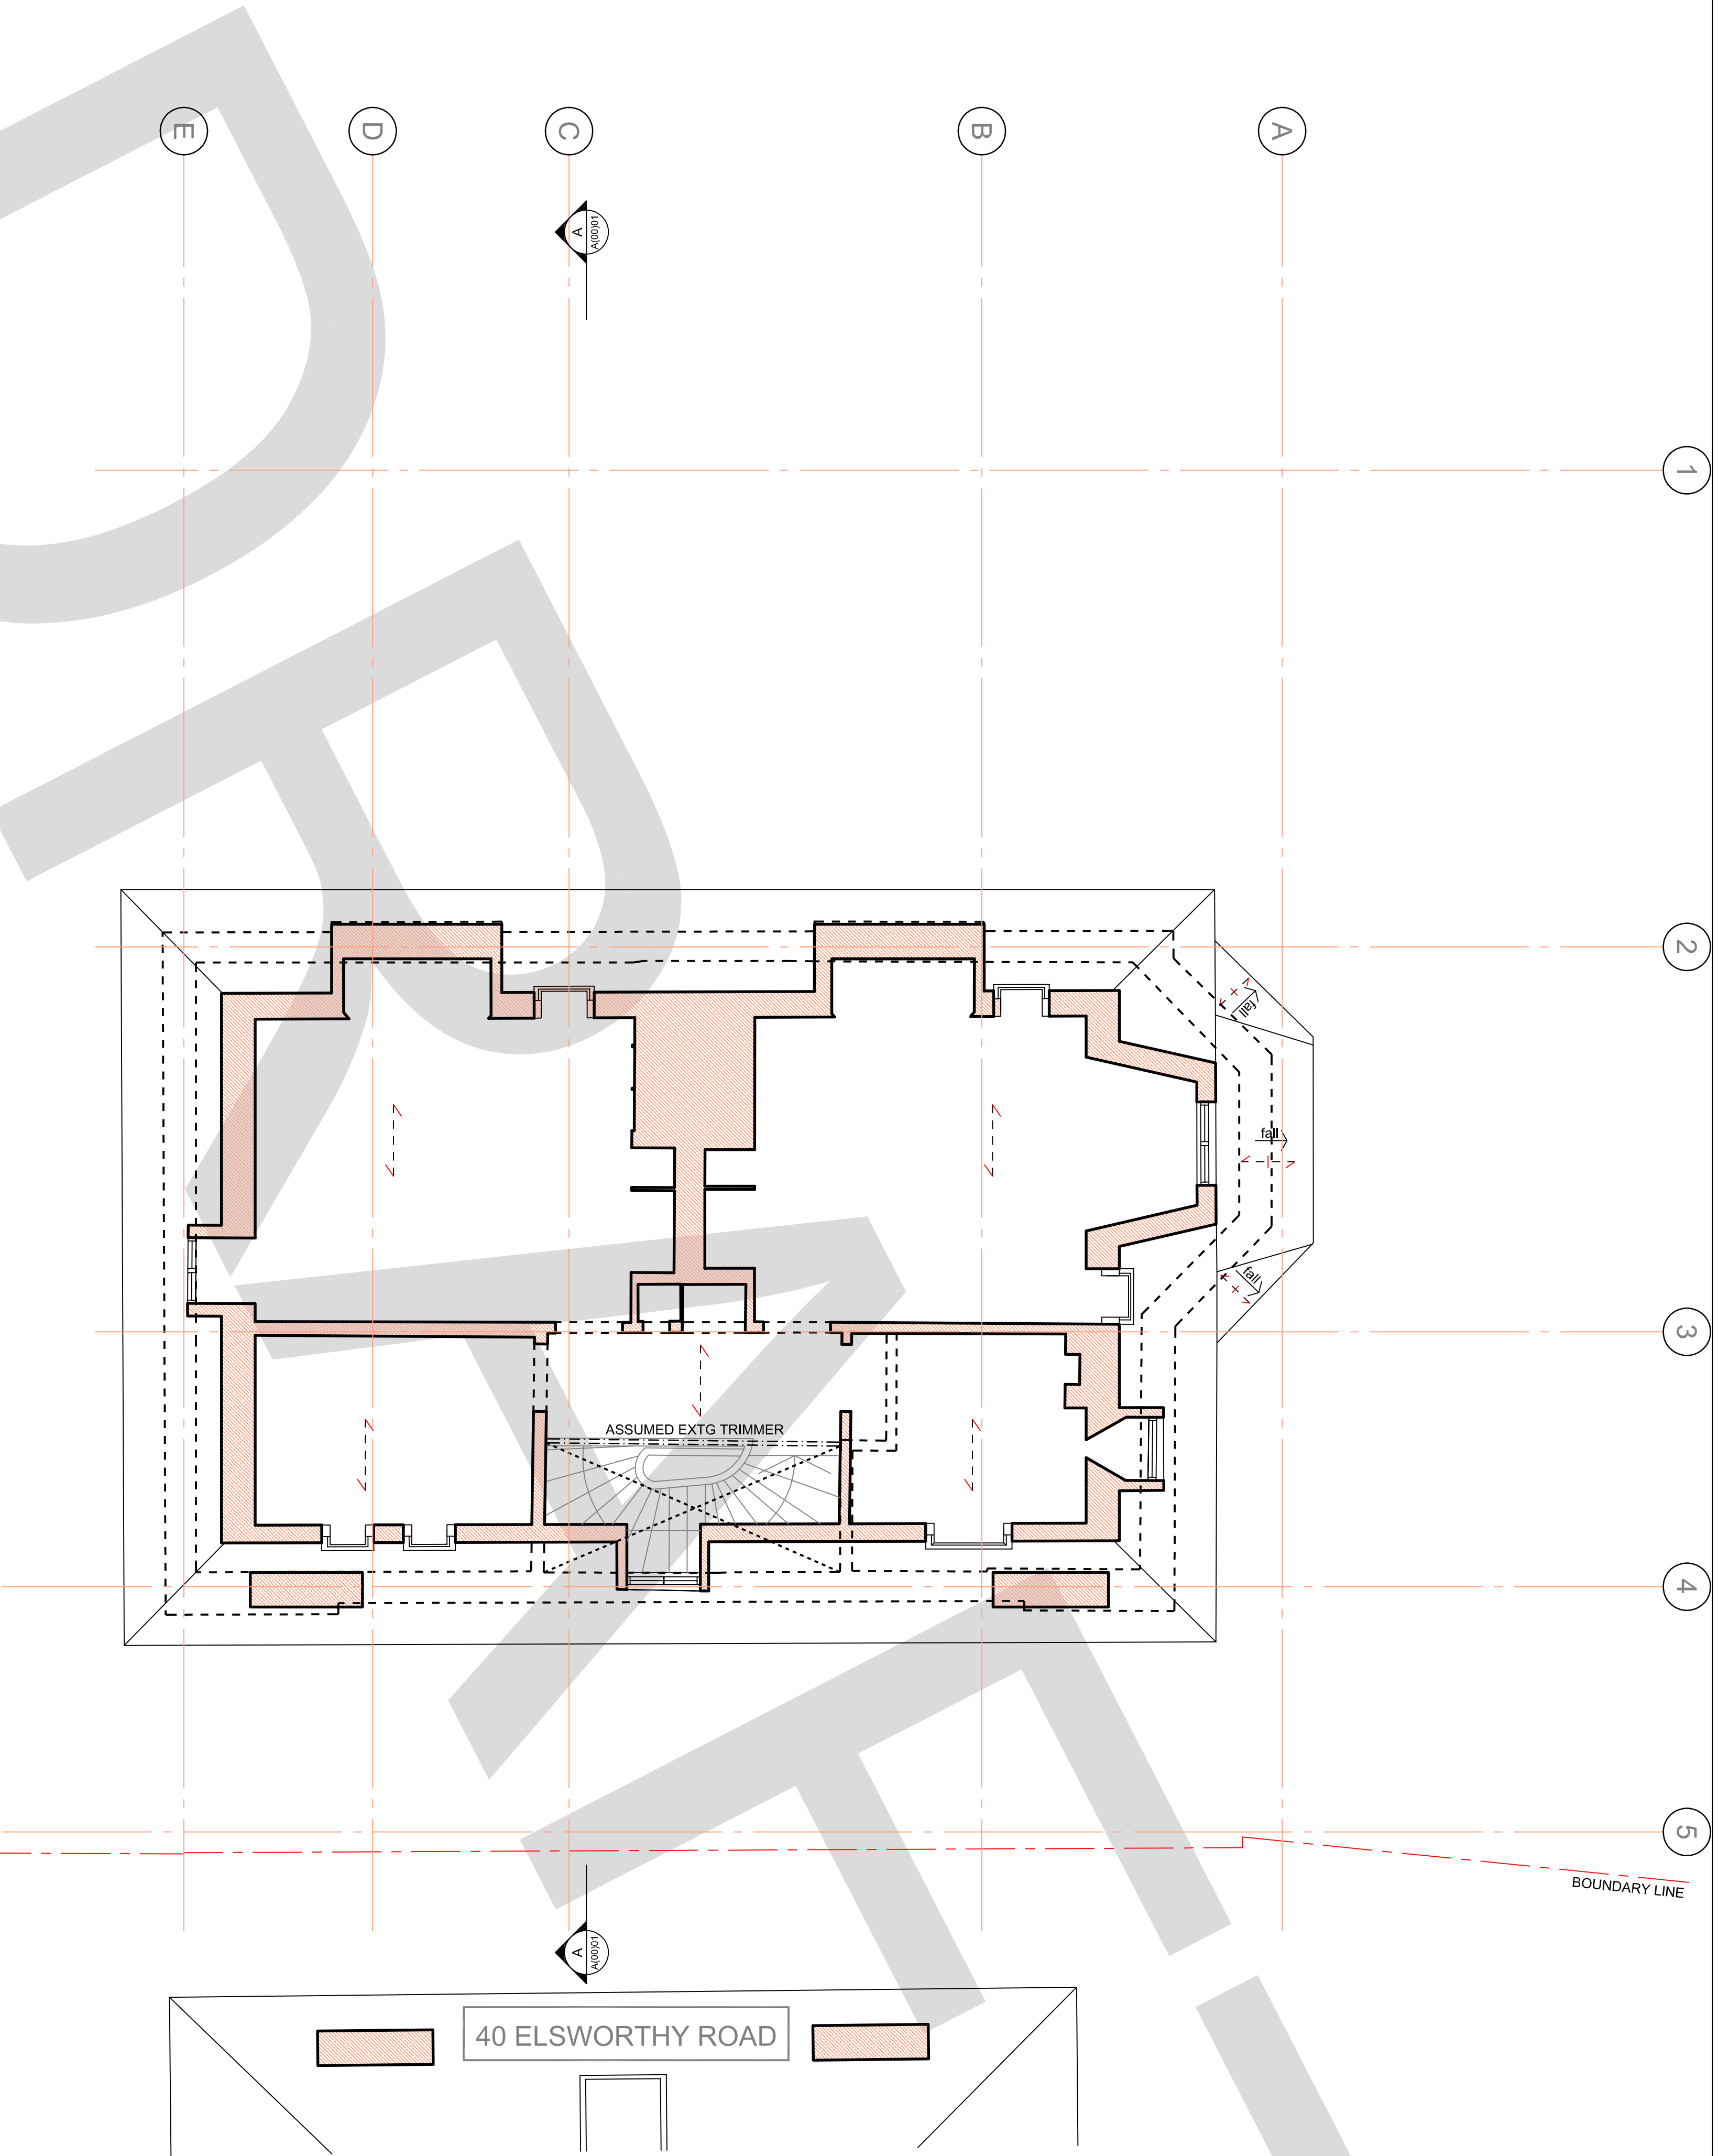 E
D
C
B
A
A
A(00)01
1
2
fall
fall
fall
3
ASSUMED EXTG TRIMMER
4
5
BOUNDARY LINE
A
A(00)01
40 ELSWORTHY ROAD
DRAFT